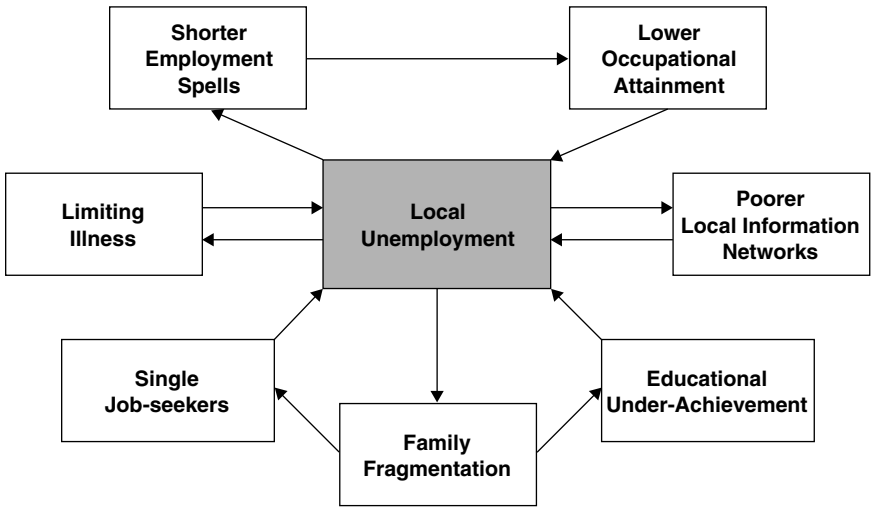 Shorter
Employment
Spells
Lower
Occupational
Attainment
Limiting
Illness
Local
Unemployment
Poorer
Local Information
Networks
Single
Job-seekers
Family
Fragmentation
Educational
Under-Achievement